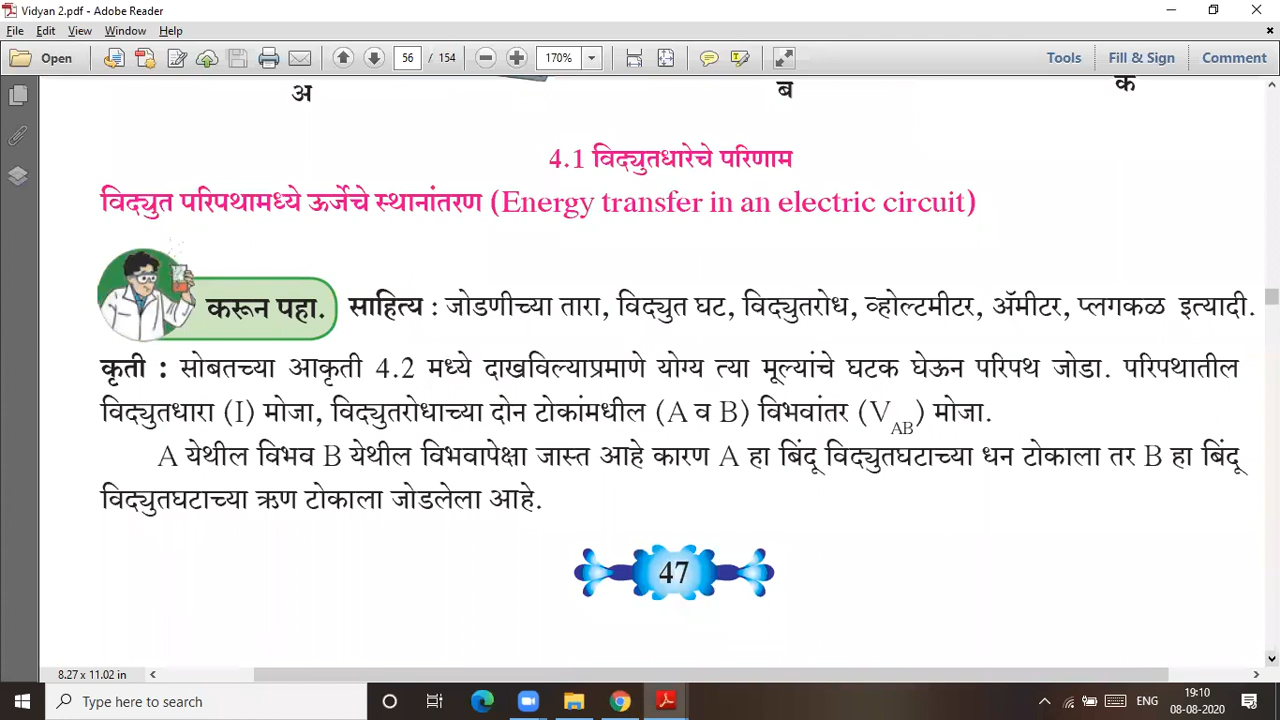 Vidyan 2.pdf - Adobe Reader
File Edit View Window Help
Open 56 / 154 170% Tools Fill & Sign Comment
अ ब क
4.1 विद्युतधारेचे परिणाम
विद्युत परिपथामध्ये ऊर्जेचे स्थानांतरण (Energy transfer in an electric circuit)
करून पहा. साहित्य : जोडणीच्या तारा, विद्युत घट, विद्युतरोध, व्होल्टमीटर, ॲमीटर, प्लगकळ इत्यादी.
कृती : सोबतच्या आकृती 4.2 मध्ये दाखविल्याप्रमाणे योग्य त्या मूल्यांचे घटक घेऊन परिपथ जोडा. परिपथातील
विद्युतधारा (I) मोजा, विद्युतरोधाच्या दोन टोकांमधील (A व B) विभवांतर (VAB) मोजा.
A येथील विभव B येथील विभवापेक्षा जास्त आहे कारण A हा बिंदू विद्युतघटाच्या धन टोकाला तर B हा बिंदू
विद्युतघटाच्या ऋण टोकाला जोडलेला आहे.
47
8.27 x 11.02 in
Type here to search ENG 19:10
08-08-2020